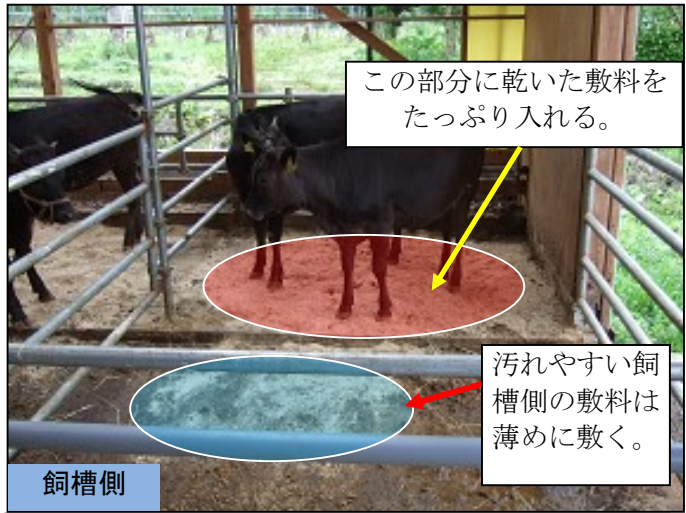 この部分に乾いた敷料を
たっぷり入れる。
汚れやすい飼
槽側の敷料は
薄めに敷く。
飼槽側